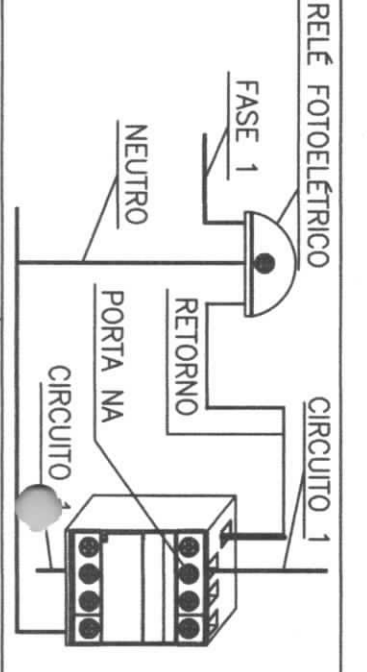 RELÉ FOTOELÉTRICO
FASE 1
NEUTRO
RETORNO
PORTA NA
CIRCUITO 1
CIRCUITO